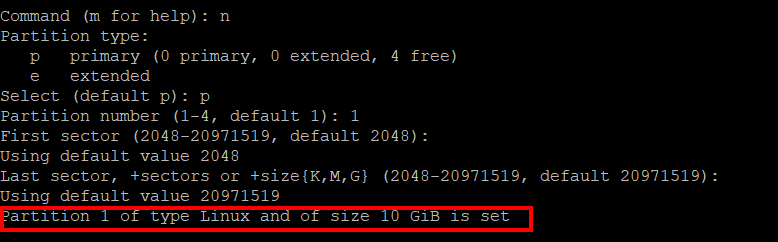 Command (m for help): n
Partition type:
   p   primary (0 primary, 0 extended, 4 free)
   e   extended
Select (default p): p
Partition number (1-4, default 1): 1
First sector (2048-20971519, default 2048):
Using default value 2048
Last sector, +sectors or +size{K,M,G} (2048-20971519, default 20971519):
Using default value 20971519
Partition 1 of type Linux and of size 10 GiB is set